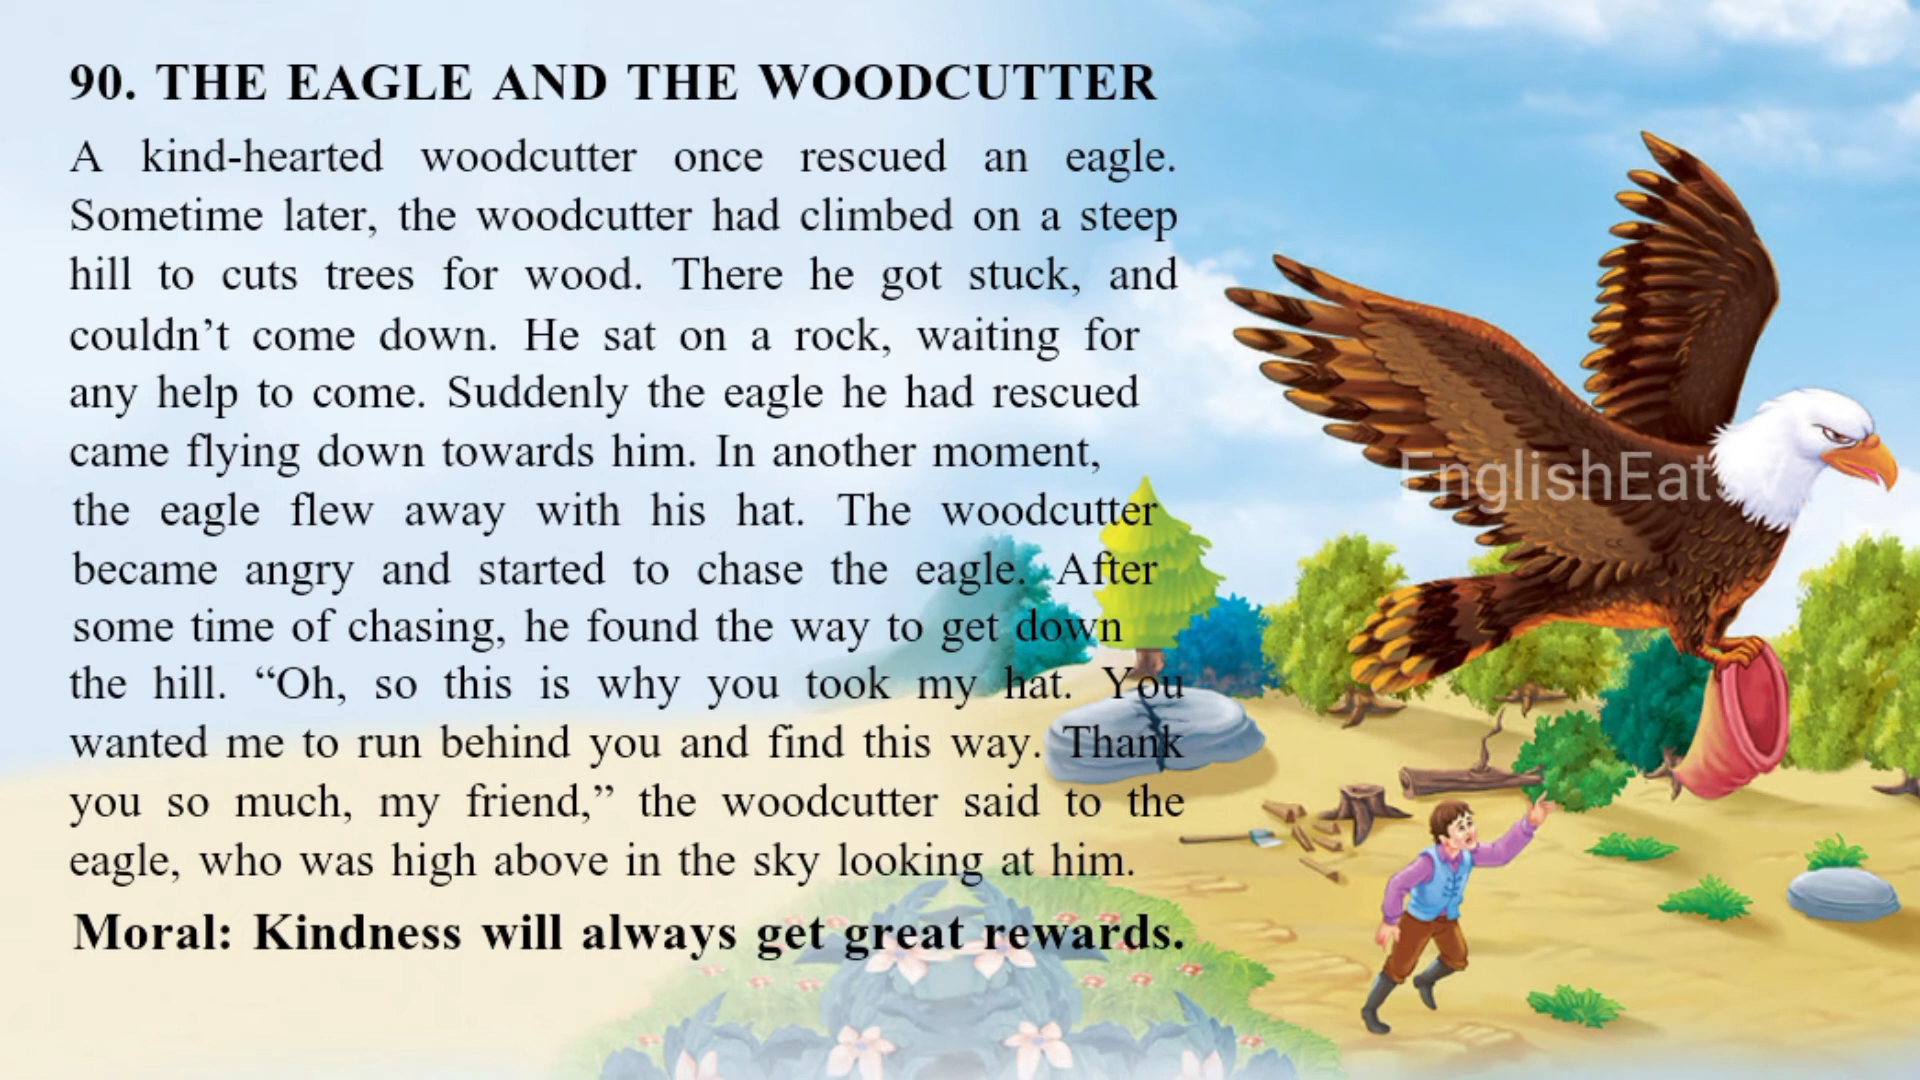 90. THE EAGLE AND THE WOODCUTTER
A kind-hearted woodcutter once rescued an eagle.
Sometime later, the woodcutter had climbed on a steep
hill to cuts trees for wood. There he got stuck, and
couldn’t come down. He sat on a rock, waiting for
any help to come. Suddenly the eagle he had rescued
came flying down towards him. In another moment,
the eagle flew away with his hat. The woodcutter
became angry and started to chase the eagle. After
some time of chasing, he found the way to get down
the hill. “Oh, so this is why you took my hat. You
wanted me to run behind you and find this way. Thank
you so much, my friend,” the woodcutter said to the
eagle, who was high above in the sky looking at him.
Moral: Kindness will always get great rewards.